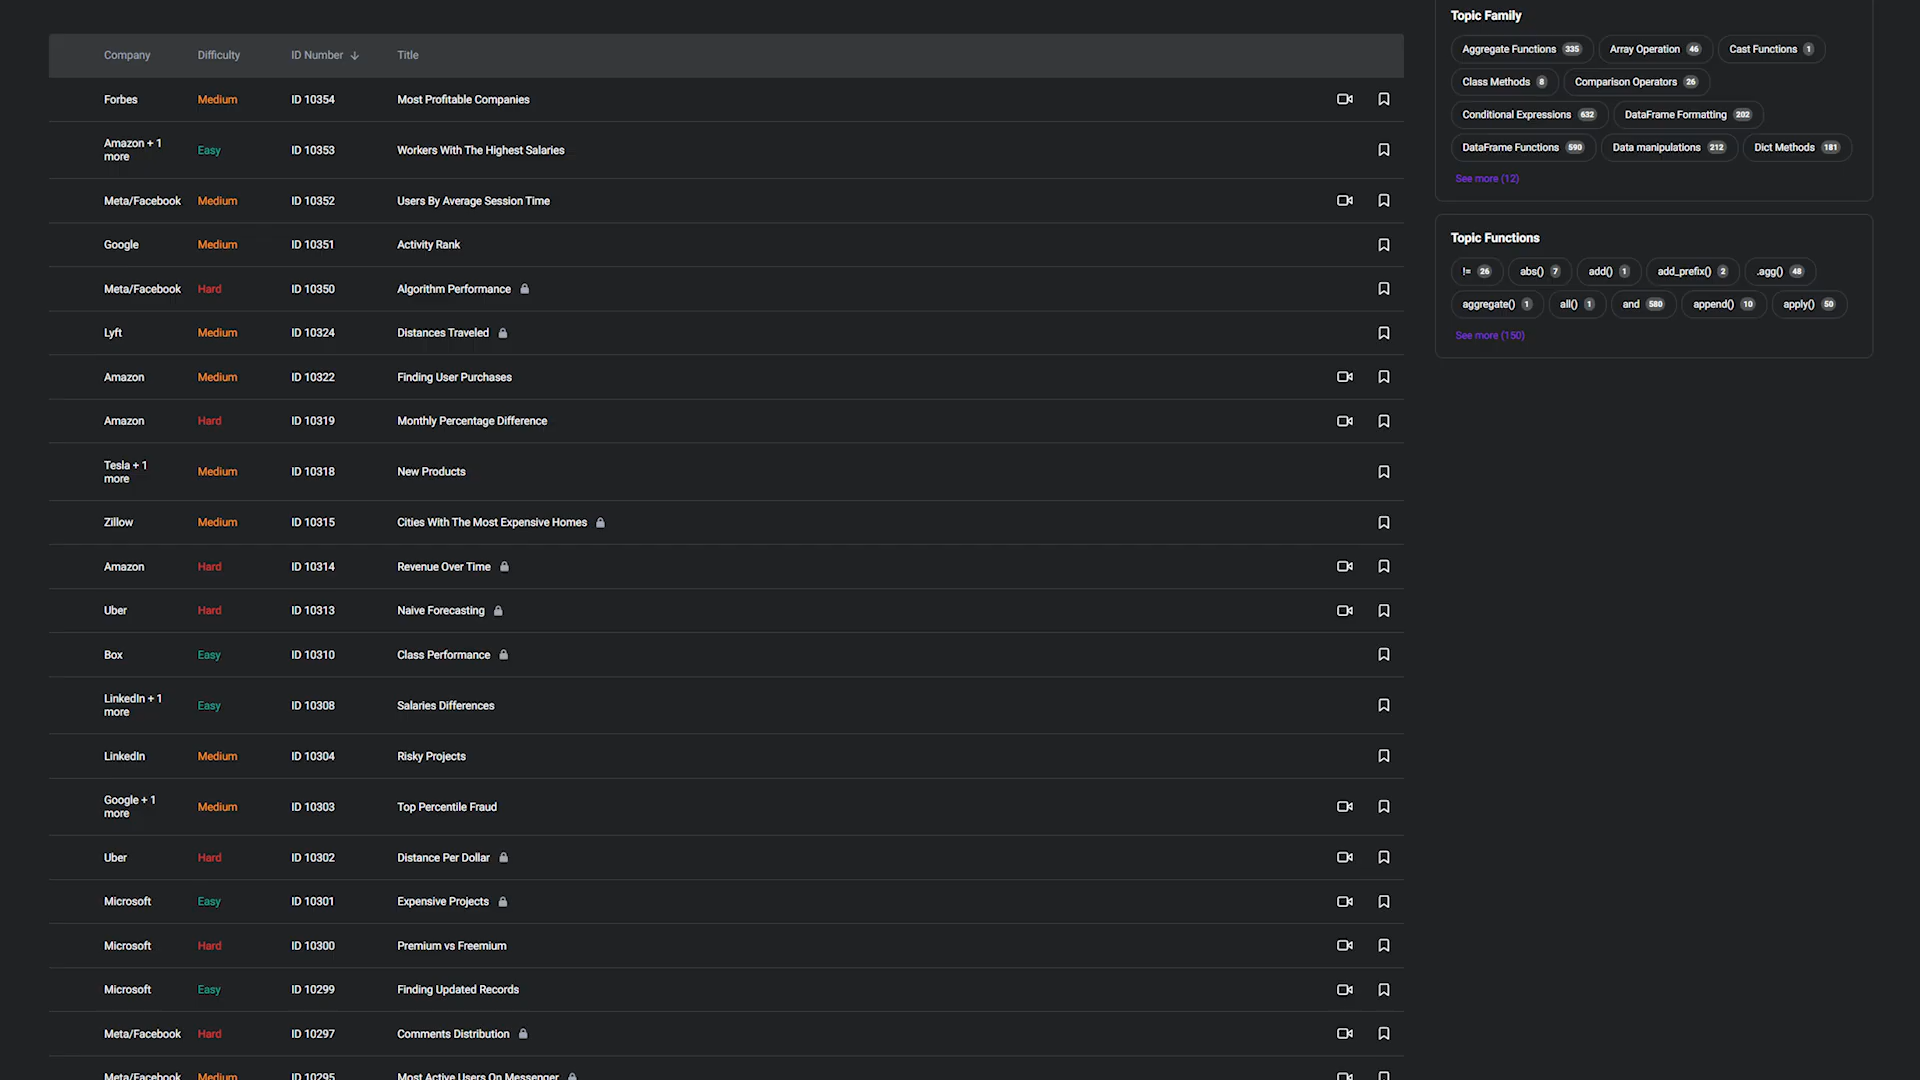 Company Difficulty ID Number Title
Forbes Medium ID 10354 Most Profitable Companies
Amazon + 1
more
Easy ID 10353 Workers With The Highest Salaries
Meta/Facebook Medium ID 10352 Users By Average Session Time
Google Medium ID 10351 Activity Rank
Meta/Facebook Hard ID 10350 Algorithm Performance
Lyft Medium ID 10324 Distances Traveled
Amazon Medium ID 10322 Finding User Purchases
Amazon Hard ID 10319 Monthly Percentage Difference
Tesla + 1
more
Medium ID 10318 New Products
Zillow Medium ID 10315 Cities With The Most Expensive Homes
Amazon Hard ID 10314 Revenue Over Time
Uber Hard ID 10313 Naive Forecasting
Box Easy ID 10310 Class Performance
LinkedIn + 1
more
Easy ID 10308 Salaries Differences
LinkedIn Medium ID 10304 Risky Projects
Google + 1
more
Medium ID 10303 Top Percentile Fraud
Uber Hard ID 10302 Distance Per Dollar
Microsoft Easy ID 10301 Expensive Projects
Microsoft Hard ID 10300 Premium vs Freemium
Microsoft Easy ID 10299 Finding Updated Records
Meta/Facebook Hard ID 10297 Comments Distribution
Meta/Facebook Medium ID 10295 Most Active Users On Messenger
Topic Family
Aggregate Functions 335 Array Operation 46 Cast Functions 1
Class Methods 8 Comparison Operators 26
Conditional Expressions 632 DataFrame Formatting 202
DataFrame Functions 590 Data manipulations 212 Dict Methods 181
See more (12)
Topic Functions
!= 26 abs() 7 add() 1 add_prefix() 2 .agg() 48
aggregate() 1 all() 1 and 580 append() 10 apply() 50
See more (150)